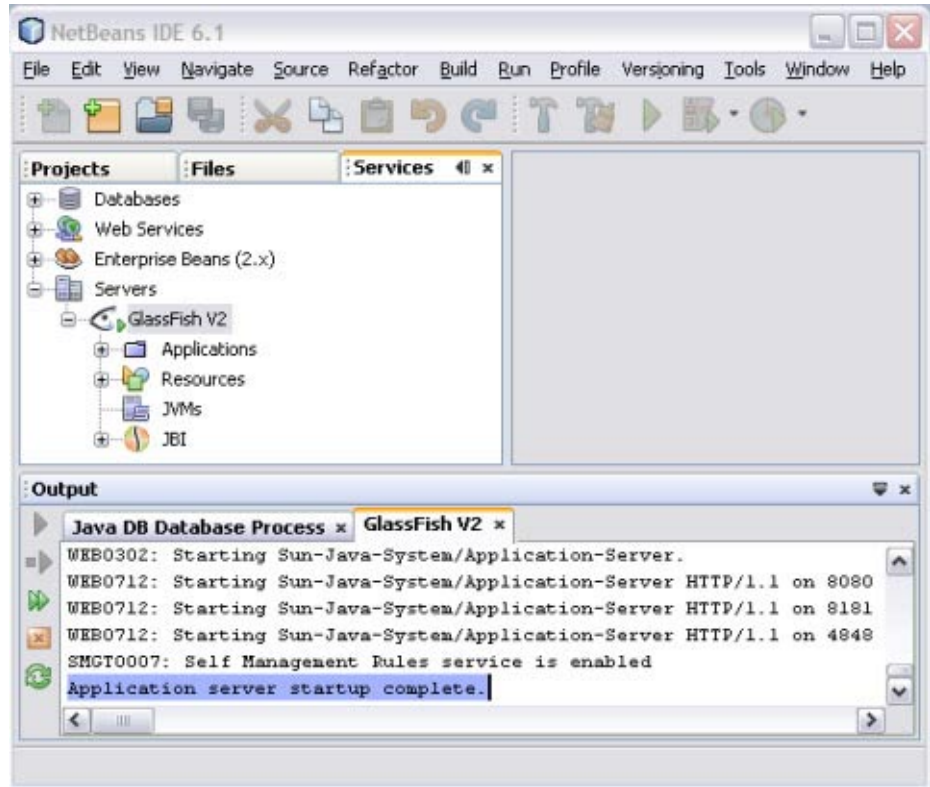 NetBeans IDE 6.1
File Edit View Navigate Source Refactor Build Run Profile Versioning Tools Window Help
Projects Files Services
Databases
Web Services
Enterprise Beans (2.x)
Servers
GlassFish V2
Applications
Resources
JVMs
JBI
Output
Java DB Database Process GlassFish V2
WEB0302: Starting Sun-Java-System/Application-Server.
WEB0712: Starting Sun-Java-System/Application-Server HTTP/1.1 on 8080
WEB0712: Starting Sun-Java-System/Application-Server HTTP/1.1 on 8181
WEB0712: Starting Sun-Java-System/Application-Server HTTP/1.1 on 4848
SMGT0007: Self Management Rules service is enabled
Application server startup complete.